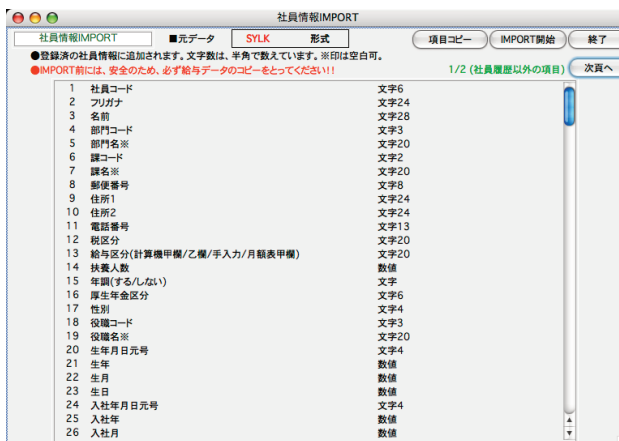 社員情報IMPORT
社員情報IMPORT ■元データ SYLK 形式 項目コピー IMPORT開始 終了
●登録済の社員情報に追加されます。文字数は、半角で数えています。※印は空白可。
●IMPORT前には、安全のため、必ず給与データのコピーをとってください!! 1/2 (社員履歴以外の項目) 次頁へ
1 社員コード 文字6
2 フリガナ 文字24
3 名前 文字28
4 部門コード 文字3
5 部門名※ 文字20
6 課コード 文字2
7 課名※ 文字20
8 郵便番号 文字8
9 住所1 文字24
10 住所2 文字24
11 電話番号 文字13
12 税区分 文字20
13 給与区分(計算機甲欄/乙欄/手入力/月額表甲欄) 文字20
14 扶養人数 数値
15 年調(する/しない) 文字
16 厚生年金区分 文字6
17 性別 文字4
18 役職コード 文字3
19 役職名※ 文字20
20 生年月日元号 文字4
21 生年 数値
22 生月 数値
23 生日 数値
24 入社年月日元号 文字4
25 入社年 数値
26 入社月 数値